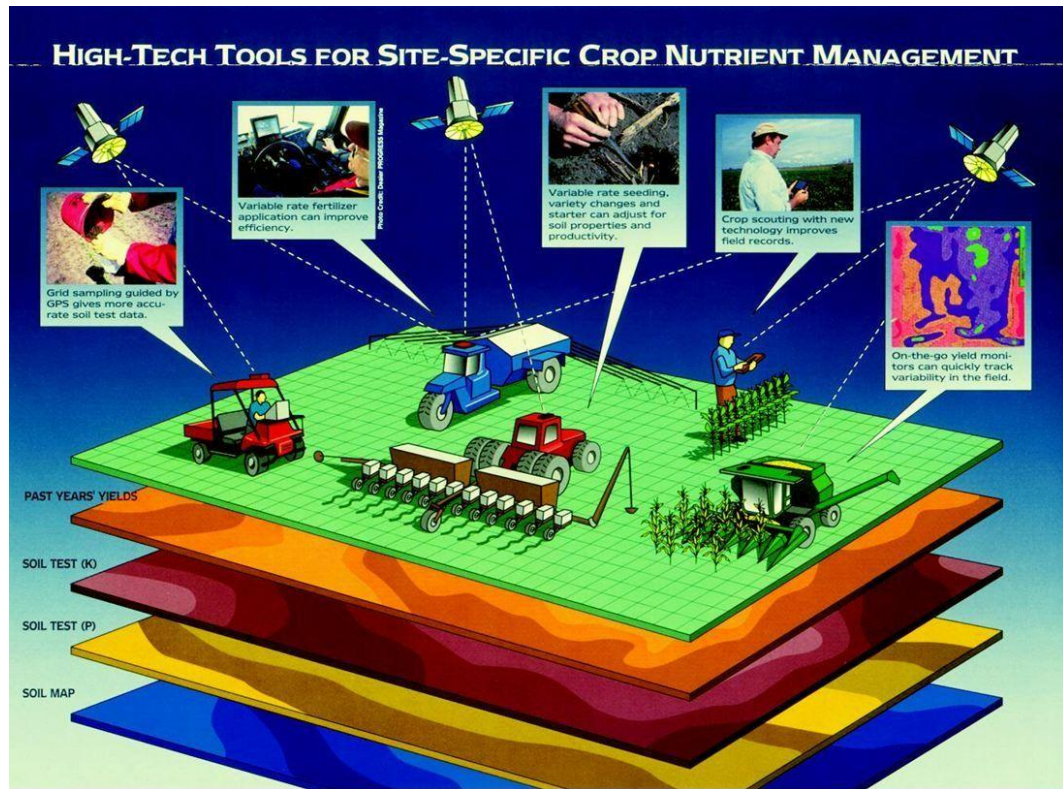 HIGH-TECH TOOLS FOR SITE-SPECIFIC CROP NUTRIENT MANAGEMENT
Variable rate fertilizer
application can improve
efficiency.
Photo Credit: Dealer PROGRESS Magazine
Variable rate seeding,
variety changes and
starter can adjust for
soil properties and
productivity.
Crop scouting with new
technology improves
field records.
Grid sampling guided by
GPS gives more accu-
rate soil test data.
On-the-go yield moni-
tors can quickly track
variability in the field.
PAST YEARS' YIELDS
SOIL TEST (K)
SOIL TEST (P)
SOIL MAP